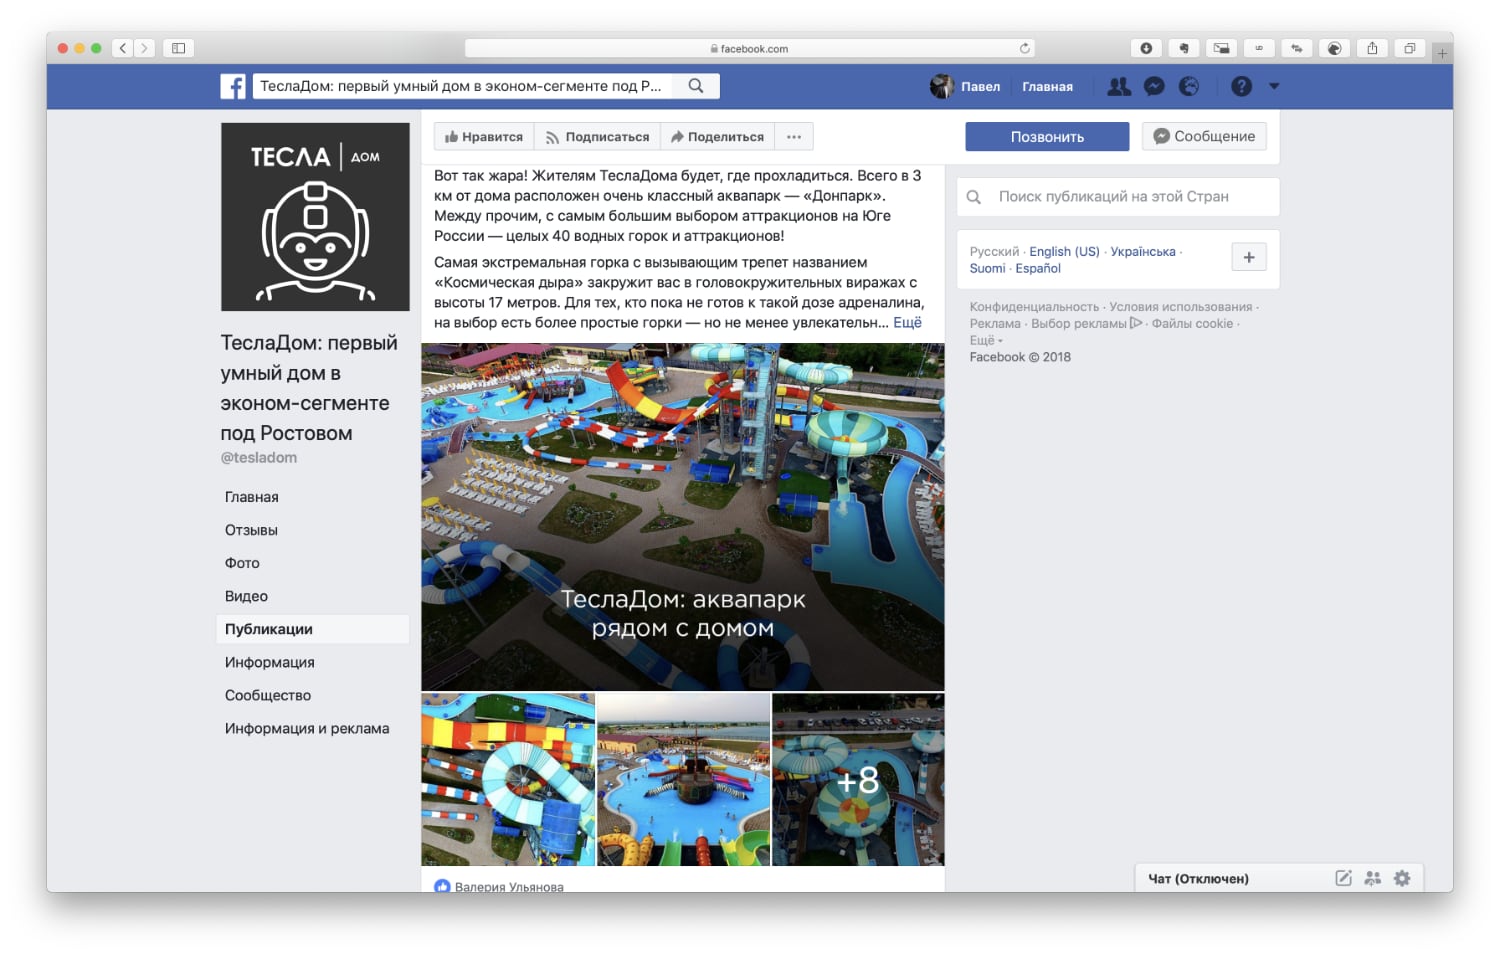 facebook.com
ТеслаДом: первый умный дом в эконом-сегменте под Р...
Павел
Главная
ТЕСЛА | ДОМ
ТеслаДом: первый
умный дом в
эконом-сегменте
под Ростовом
@tesladom
Главная
Отзывы
Фото
Видео
Публикации
Информация
Сообщество
Информация и реклама
Нравится
Подписаться
Поделиться
Позвонить
Сообщение
Вот так жара! Жителям ТеслаДома будет, где прохладиться. Всего в 3
км от дома расположен очень классный аквапарк — «Донпарк».
Между прочим, с самым большим выбором аттракционов на Юге
России — целых 40 водных горок и аттракционов!
Самая экстремальная горка с вызывающим трепет названием
«Космическая дыра» закружит вас в головокружительных виражах с
высоты 17 метров. Для тех, кто пока не готов к такой дозе адреналина,
на выбор есть более простые горки — но не менее увлекательн... Ещё
ТеслаДом: аквапарк
рядом с домом
+8
Валерия Ульянова
Поиск публикаций на этой Стран
Русский · English (US) · Українська ·
Suomi · Español
Конфиденциальность · Условия использования ·
Реклама · Выбор рекламы · Файлы cookie ·
Ещё
Facebook © 2018
Чат (Отключен)